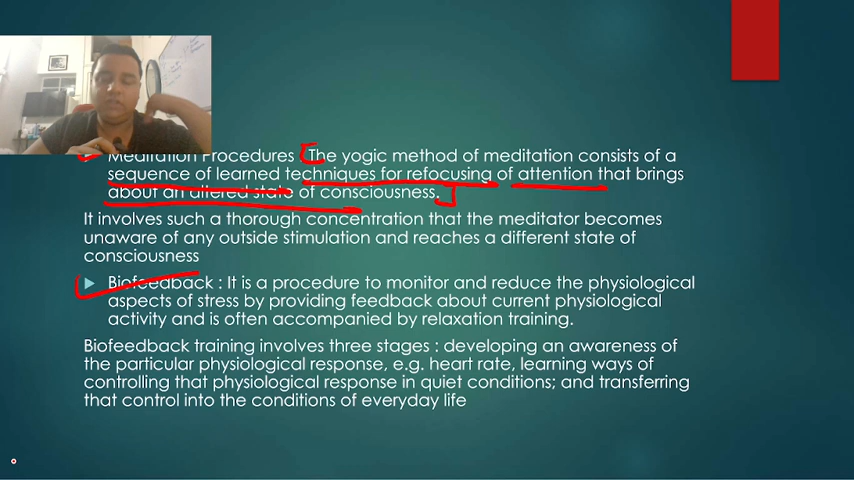 Meditation Procedures : The yogic method of meditation consists of a
sequence of learned techniques for refocusing of attention that brings
about an altered state of consciousness
It involves such a thorough concentration that the meditator becomes
unaware of any outside stimulation and reaches a different state of
consciousness
Biofeedback : It is a procedure to monitor and reduce the physiological
aspects of stress by providing feedback about current physiological
activity and is often accompanied by relaxation training.
Biofeedback training involves three stages : developing an awareness of
the particular physiological response, e.g. heart rate, learning ways of
controlling that physiological response in quiet conditions; and transferring
that control into the conditions of everyday life